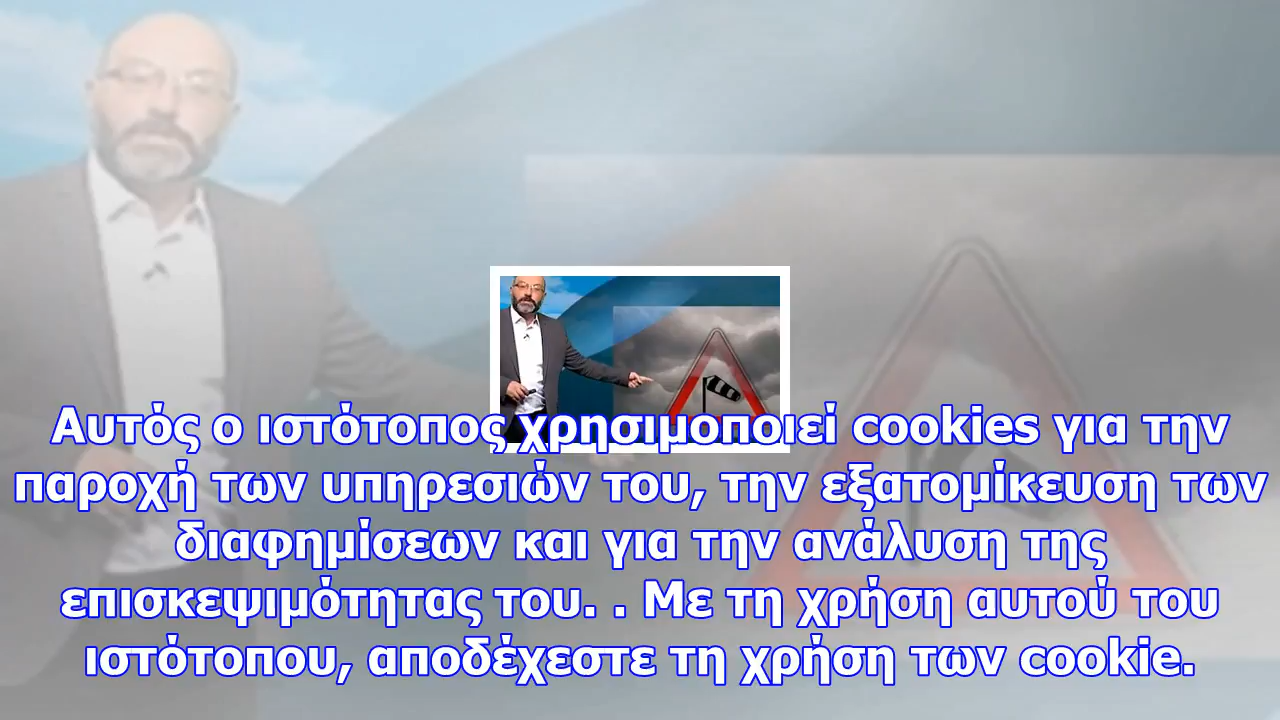 Αυτός ο ιστότοπος χρησιμοποιεί cookies για την
παροχή των υπηρεσιών του, την εξατομίκευση των
διαφημίσεων και για την ανάλυση της
επισκεψιμότητας του. . Με τη χρήση αυτού του
ιστότοπου, αποδέχεστε τη χρήση των cookie.